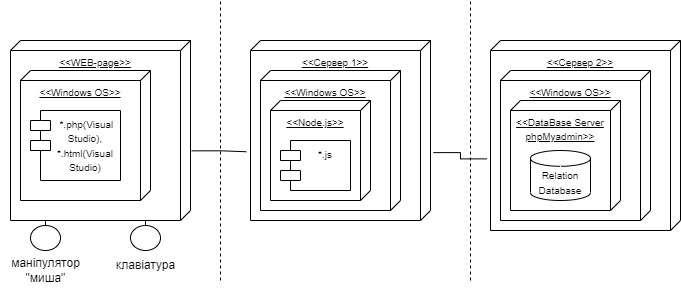 <<WEB-page>>
<<Windows OS>>
*.php(Visual
Studio),
*.html(Visual
Studio)
маніпулятор
"миша"
клавіатура
<<Сервер 1>>
<<Windows OS>>
<<Node.js>>
*.js
<<Сервер 2>>
<<Windows OS>>
<<DataBase Server
phpMyadmin>>
Relation
Database